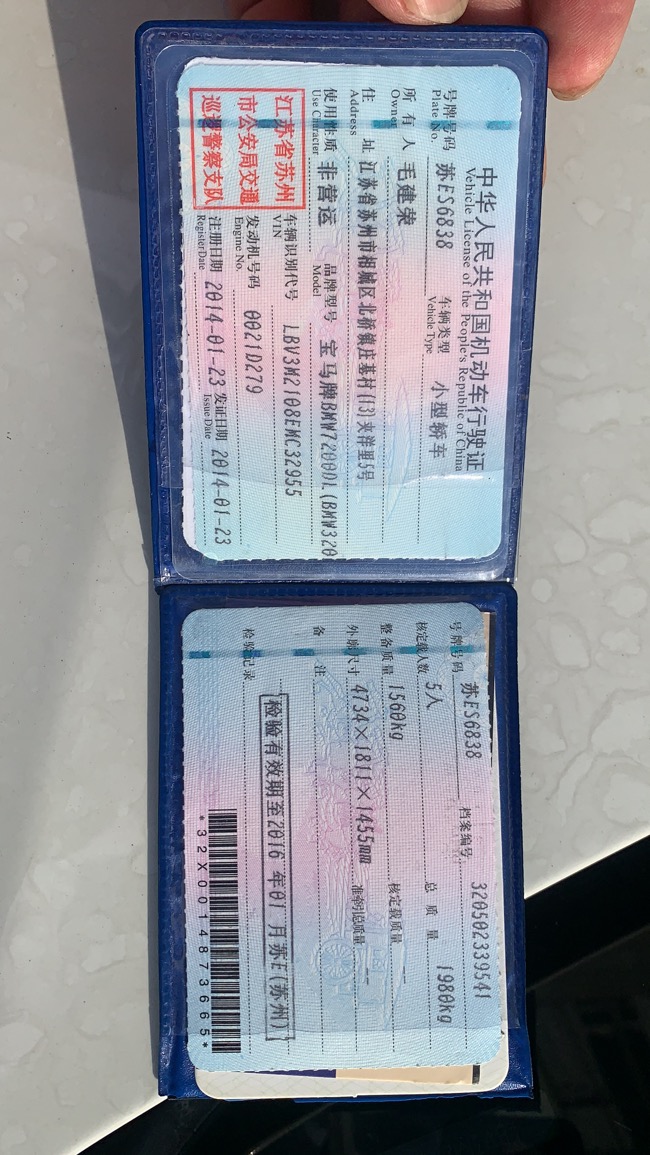 中华人民共和国机动车行驶证
Vehicle License of the People's Republic of China
号牌号码 苏ES6838 车辆类型 小型轿车
Plate No. Vehicle Type
所有人 毛建荣
Owner
住址 江苏省苏州市相城区北桥镇庄基村(13)夹泮里5号
Address
使用性质 非营运 品牌型号 宝马牌BMW7200DL(BMW320
Use Character Model
江苏省苏州
市公安局交通
巡逻警察支队
车辆识别代号 LBV3M2108EMC32955
VIN
发动机号码 0021D279
Engine No.
注册日期 2014-01-23 发证日期 2014-01-23
Register Date Issue Date
号牌号码 苏ES6838 档案编号 320502339541
核定载人数 5人 总质量 1980kg
整备质量 1560kg 核定载质量 --
外廓尺寸 4734×1811×1455mm 准牵引总质量 --
备注
检验有效期至2016年01月苏E(苏州)
检验记录
*32X0014873665*